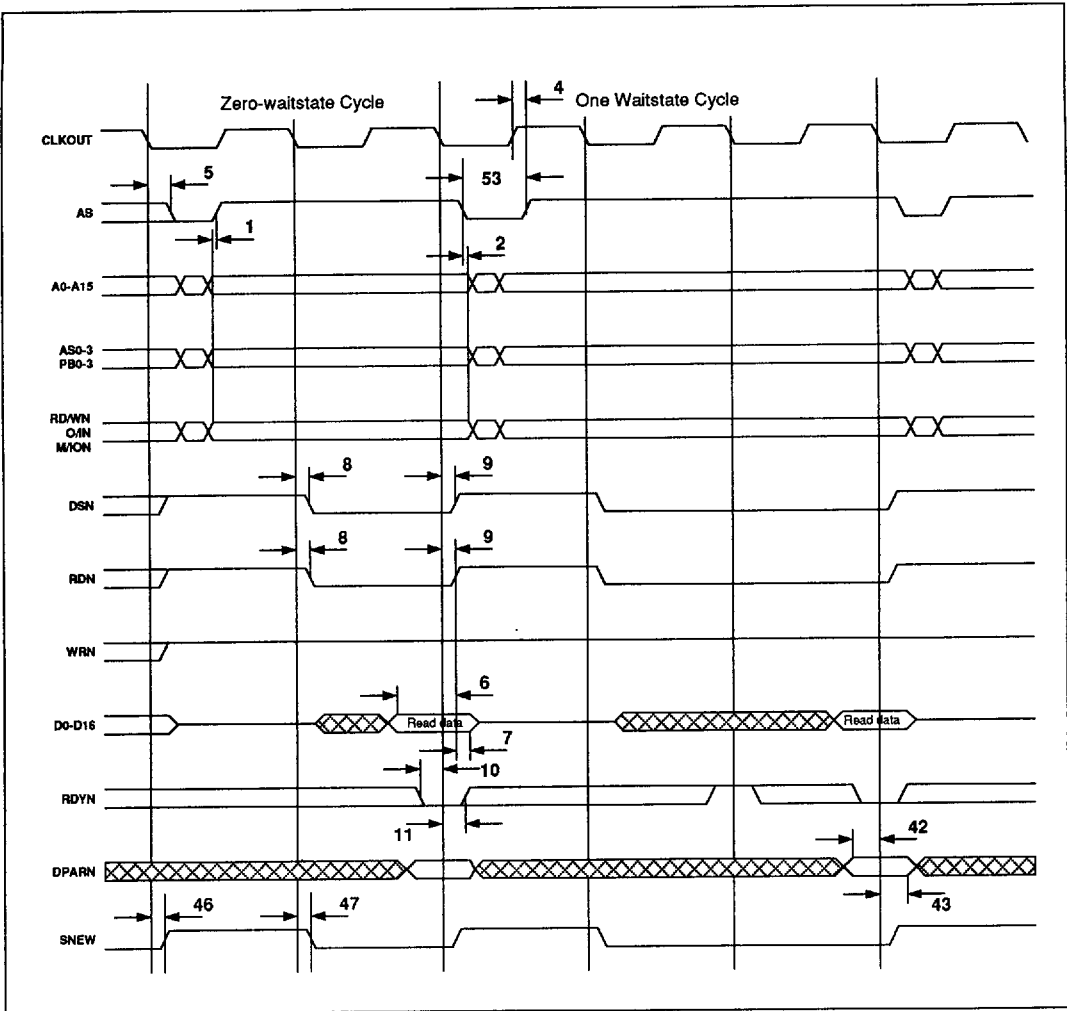 Zero-waitstate Cycle
4
One Waitstate Cycle
CLKOUT
5
53
AS
1
2
A0-A15
AS0-3
PB0-3
RD/WN
O/IN
M/ION
8
9
DSN
8
9
RDN
WRN
6
D0-D16
Read data
Read data
7
10
RDYN
11
42
DPARN
43
46
47
SNEW